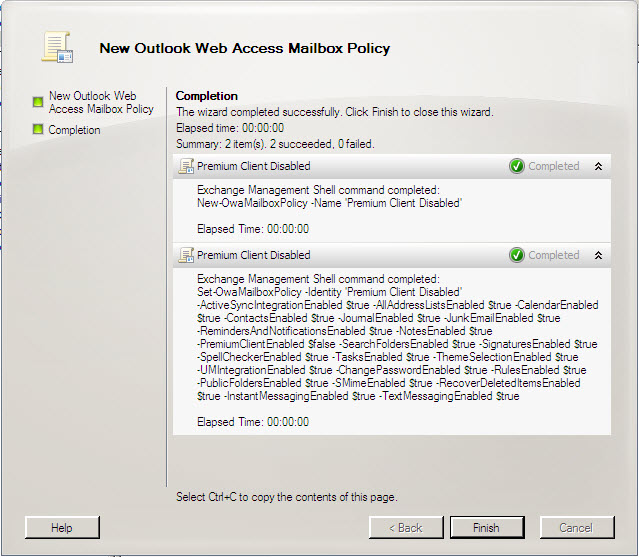 New Outlook Web Access Mailbox Policy
New Outlook Web
Access Mailbox Policy
Completion
Completion
The wizard completed successfully. Click Finish to close this wizard.
Elapsed time: 00:00:00
Summary: 2 item(s). 2 succeeded, 0 failed.
Premium Client Disabled
Completed
Exchange Management Shell command completed:
New-OwaMailboxPolicy -Name 'Premium Client Disabled'
Elapsed Time: 00:00:00
Premium Client Disabled
Completed
Exchange Management Shell command completed:
Set-OwaMailboxPolicy -Identity 'Premium Client Disabled'
-ActiveSyncIntegrationEnabled $true -AllAddressListsEnabled $true -CalendarEnabled
$true -ContactsEnabled $true -JournalEnabled $true -JunkEmailEnabled $true
-RemindersAndNotificationsEnabled $true -NotesEnabled $true
-PremiumClientEnabled $false -SearchFoldersEnabled $true -SignaturesEnabled $true
-SpellCheckerEnabled $true -TasksEnabled $true -ThemeSelectionEnabled $true
-UMIntegrationEnabled $true -ChangePasswordEnabled $true -RulesEnabled $true
-PublicFoldersEnabled $true -SMimeEnabled $true -RecoverDeletedItemsEnabled
$true -InstantMessagingEnabled $true -TextMessagingEnabled $true
Elapsed Time: 00:00:00
Select Ctrl+C to copy the contents of this page.
Help
< Back
Finish
Cancel